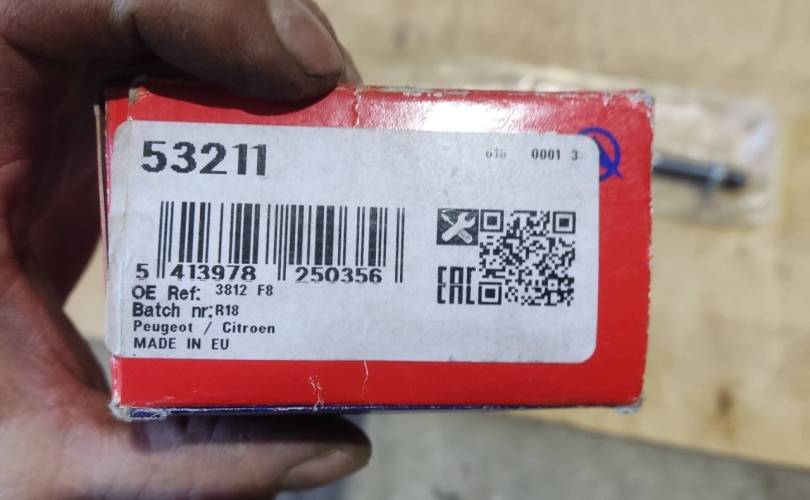 53211
0001 3
5 413978 250356
OE Ref: 3812 F8
Batch nr:R18
Peugeot / Citroen
MADE IN EU
EAC